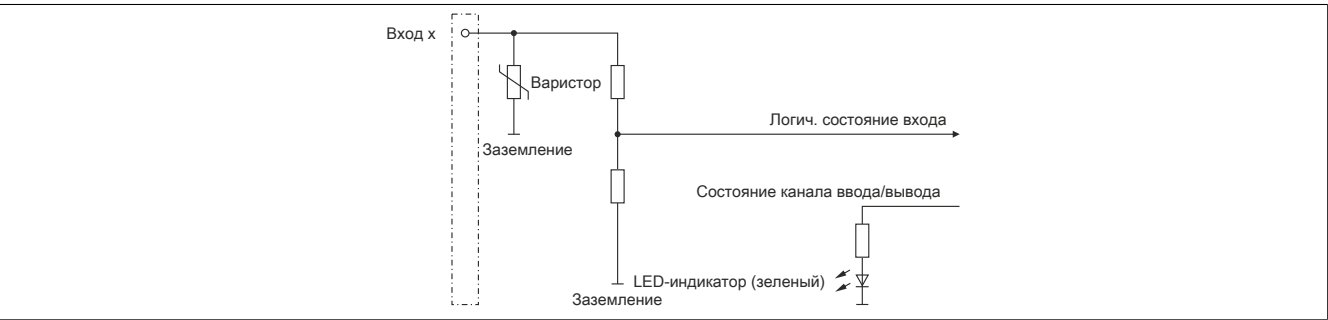 Вход x
Варистор
Логич. состояние входа
Заземление
Состояние канала ввода/вывода
LED-индикатор (зеленый)
Заземление